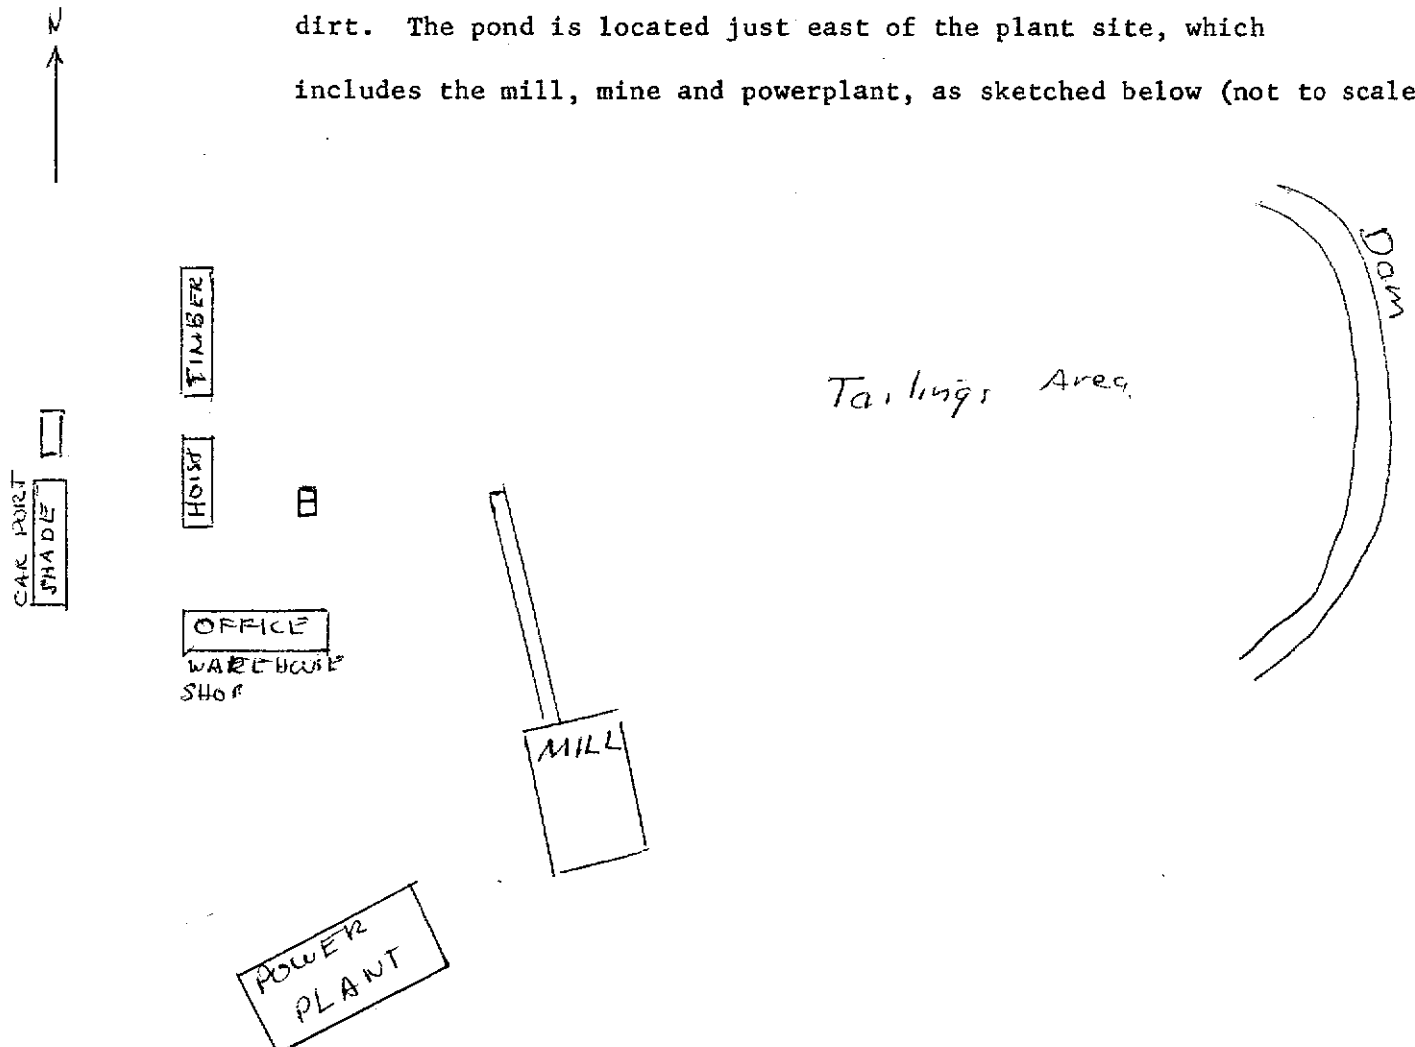 N
dirt. The pond is located just east of the plant site, which
includes the mill, mine and powerplant, as sketched below (not to scale
Dam
TIMBER
Tailings Area
HOIST
CAR PORT
SHADE
OFFICE
WAREHOUSE
SHOP
MILL
POWER
PLANT